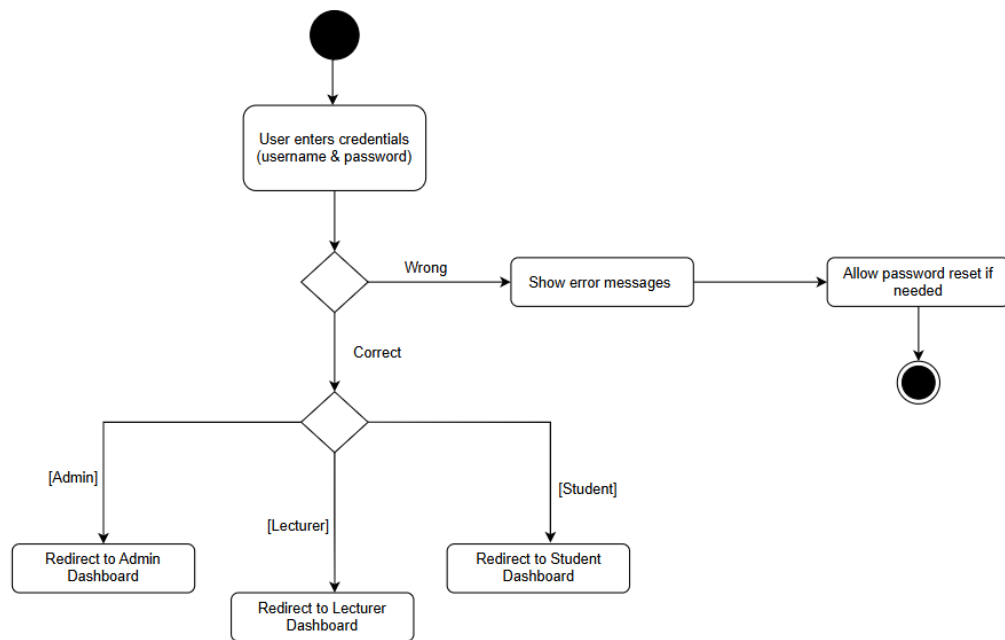 User enters credentials
(username & password)
Wrong
Show error messages
Allow password reset if
needed
Correct
[Admin]
[Lecturer]
[Student]
Redirect to Admin
Dashboard
Redirect to Lecturer
Dashboard
Redirect to Student
Dashboard